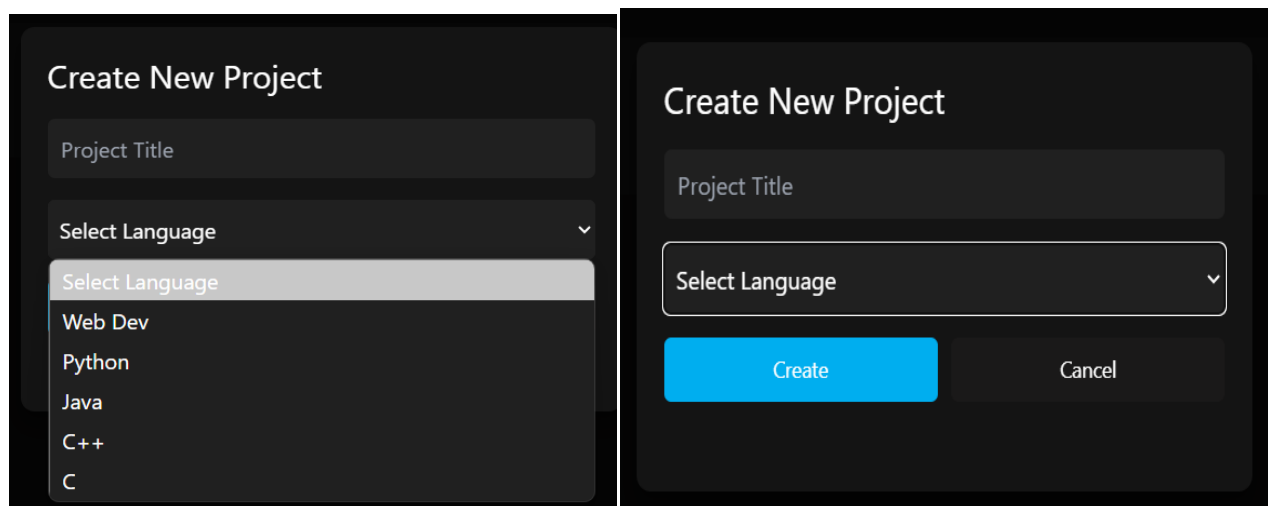 Create New Project
Project Title
Select Language
Select Language
Web Dev
Python
Java
C++
C
Create New Project
Project Title
Select Language
Create Cancel